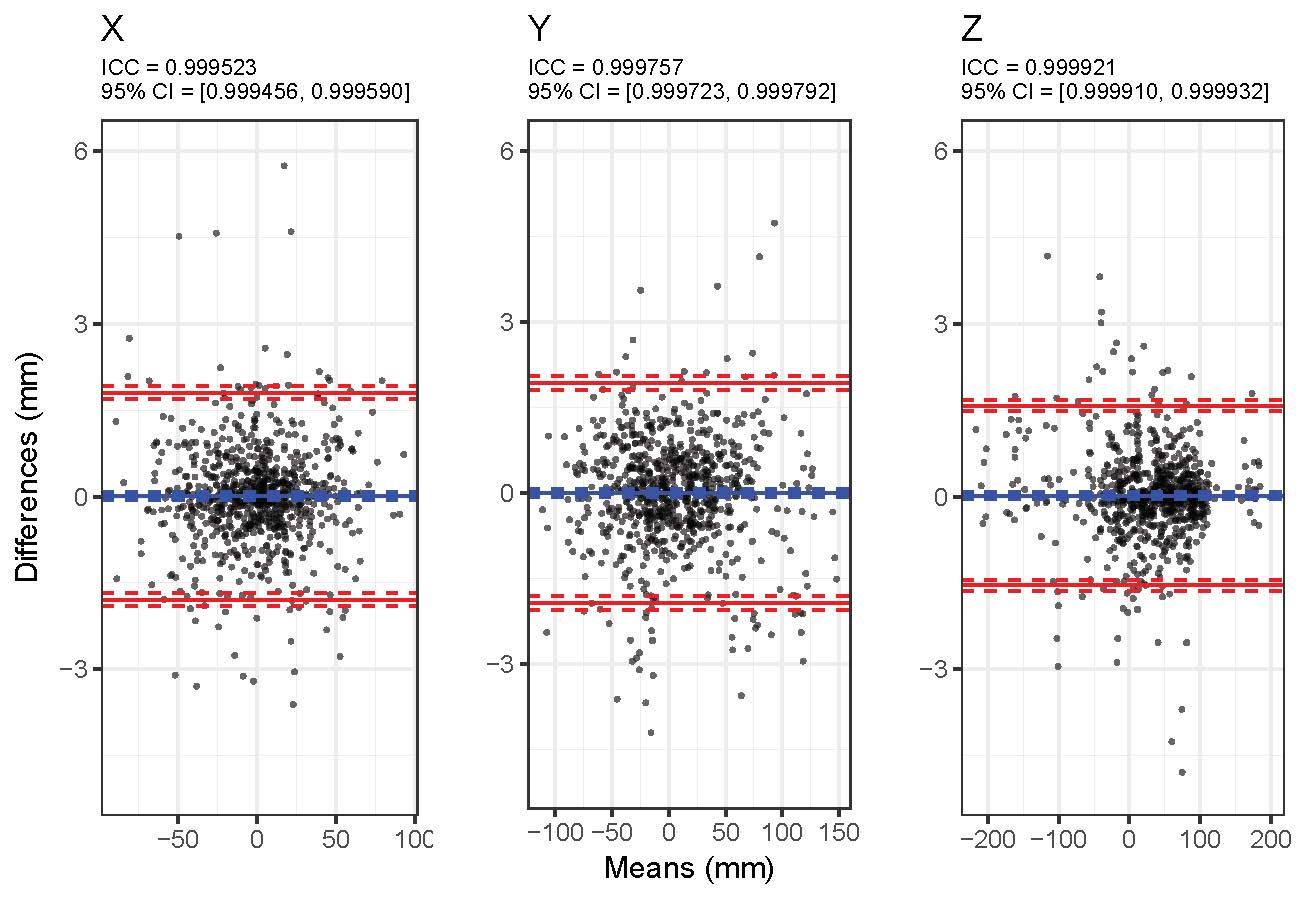 X
ICC = 0.999523
95% CI = [0.999456, 0.999590]
Y
ICC = 0.999757
95% CI = [0.999723, 0.999792]
Z
ICC = 0.999921
95% CI = [0.999910, 0.999932]
Differences (mm)
6
3
0
−3
−50
0
50
100
6
3
0
−3
−100
−50
0
50
100
150
6
3
0
−3
−200
−100
0
100
200
Means (mm)